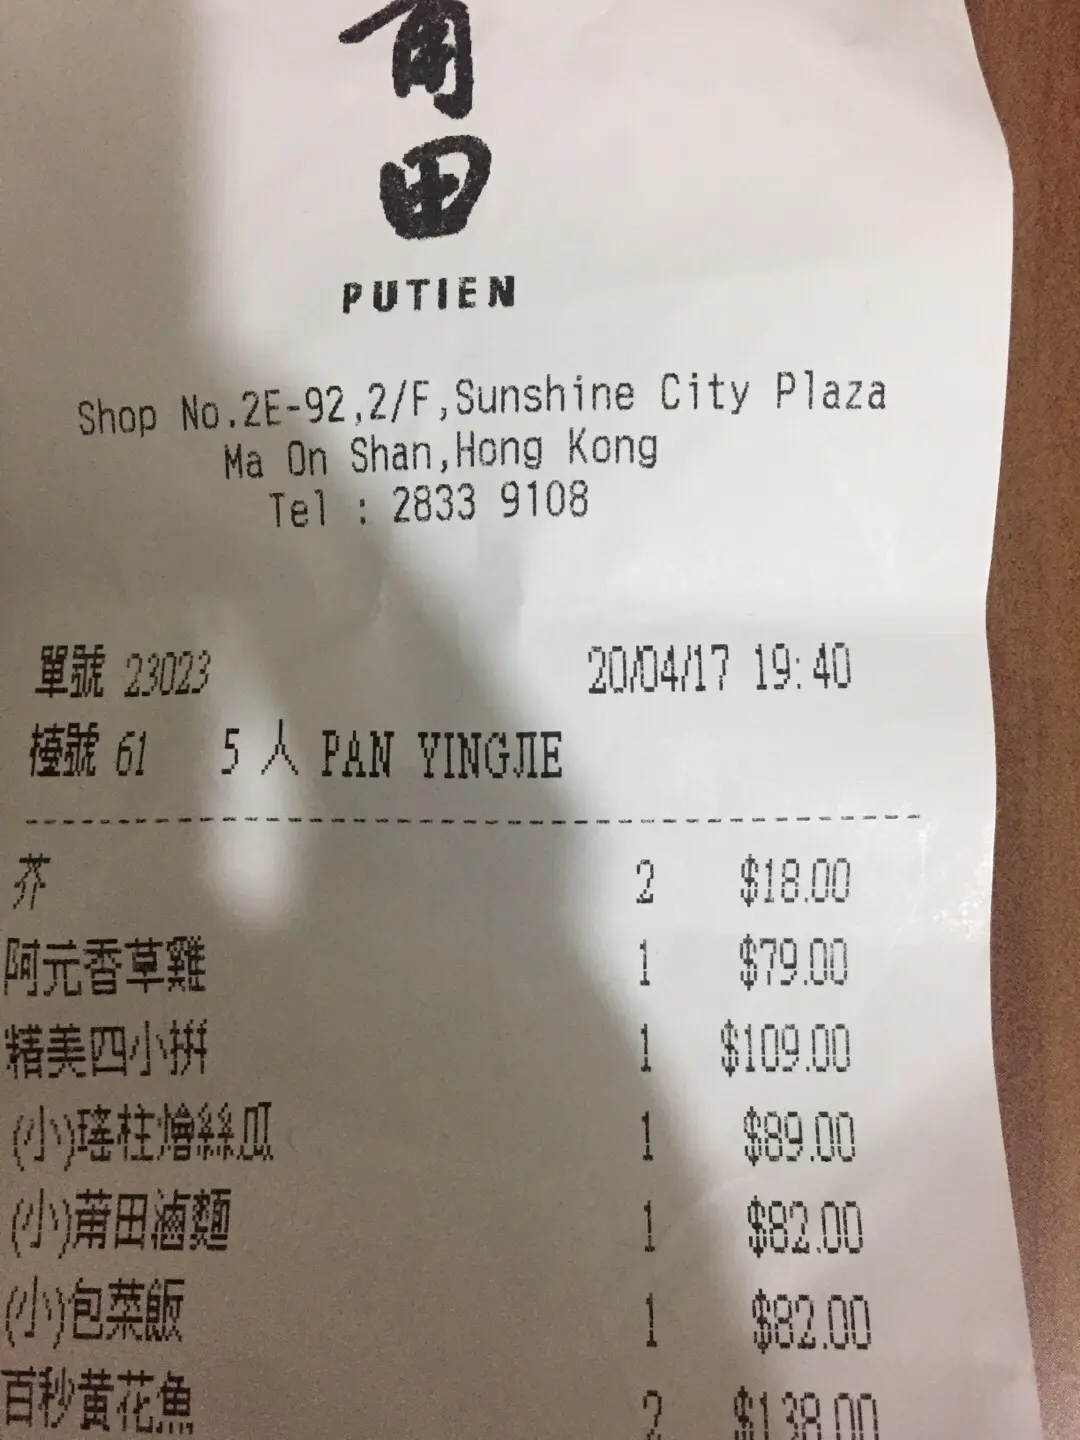 莆
田
PUTIEN
Shop No.2E-92,2/F,Sunshine City Plaza
Ma On Shan,Hong Kong
Tel : 2833 9108
單號 23023 20/04/17 19:40
檯號 61 5 人 PAN YINGJIE
芥 2 $18.00
阿元香草雞 1 $79.00
精美四小拼 1 $109.00
(小)瑤柱燴絲瓜 1 $89.00
(小)莆田滷麵 1 $82.00
(小)包菜飯 1 $82.00
百秒黃花魚 2 $138.00